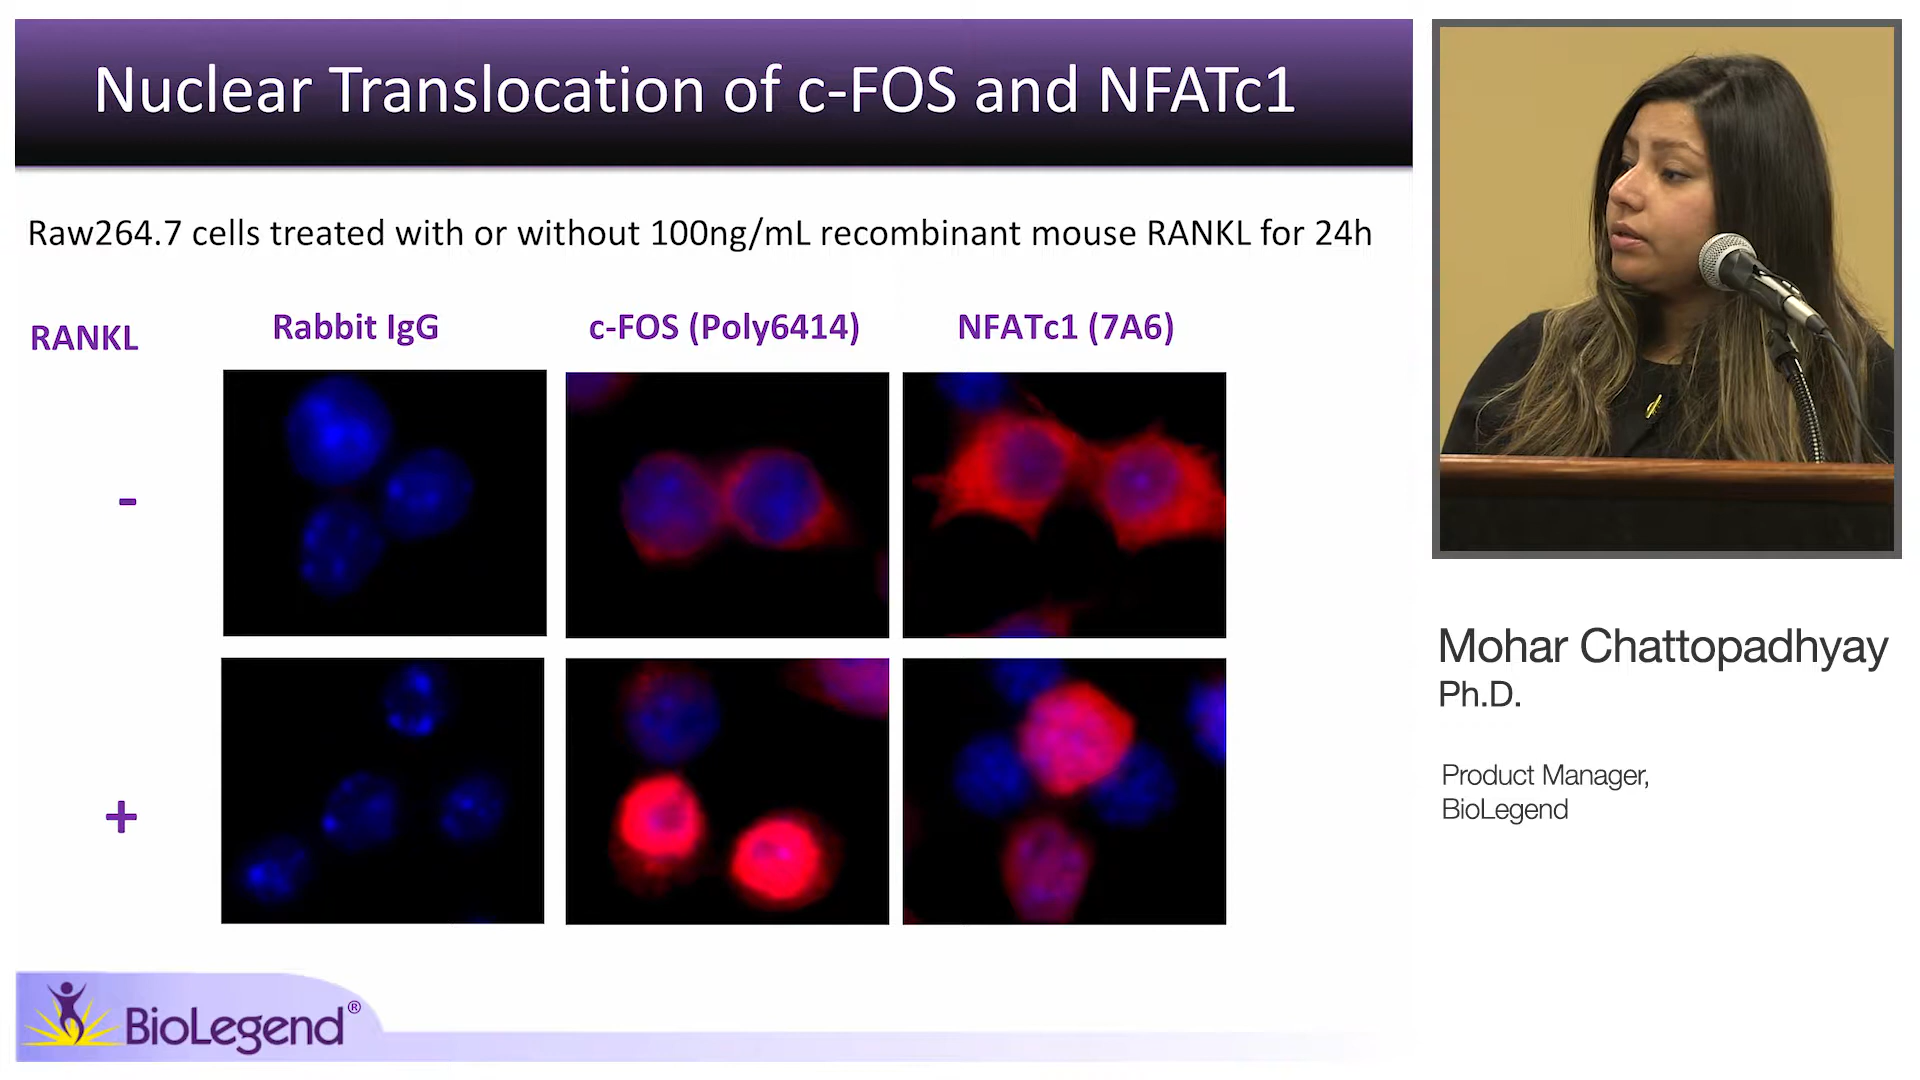 Nuclear Translocation of c-FOS and NFATc1
Raw264.7 cells treated with or without 100ng/mL recombinant mouse RANKL for 24h
RANKL
Rabbit IgG
c-FOS (Poly6414)
NFATc1 (7A6)
-
+
BioLegend®
Mohar Chattopadhyay
Ph.D.
Product Manager,
BioLegend